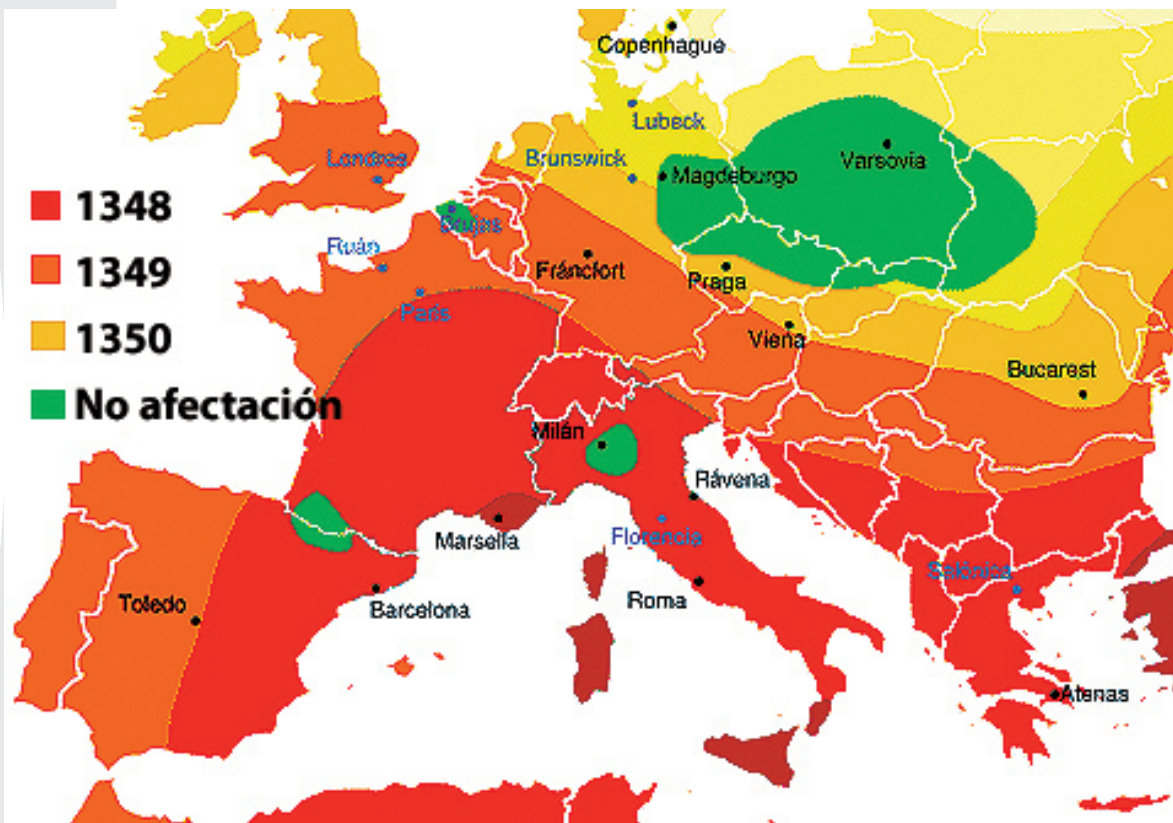 Copenhague
Lubeck
Londres
Brunswick
Magdeburgo
Varsovia
1348
1349
1350
No afectación
Brujas
Ruán
Fráncfort
Praga
París
Viena
Bucarest
Milán
Rávena
Marsella
Florencia
Salónica
Toledo
Barcelona
Roma
Atenas